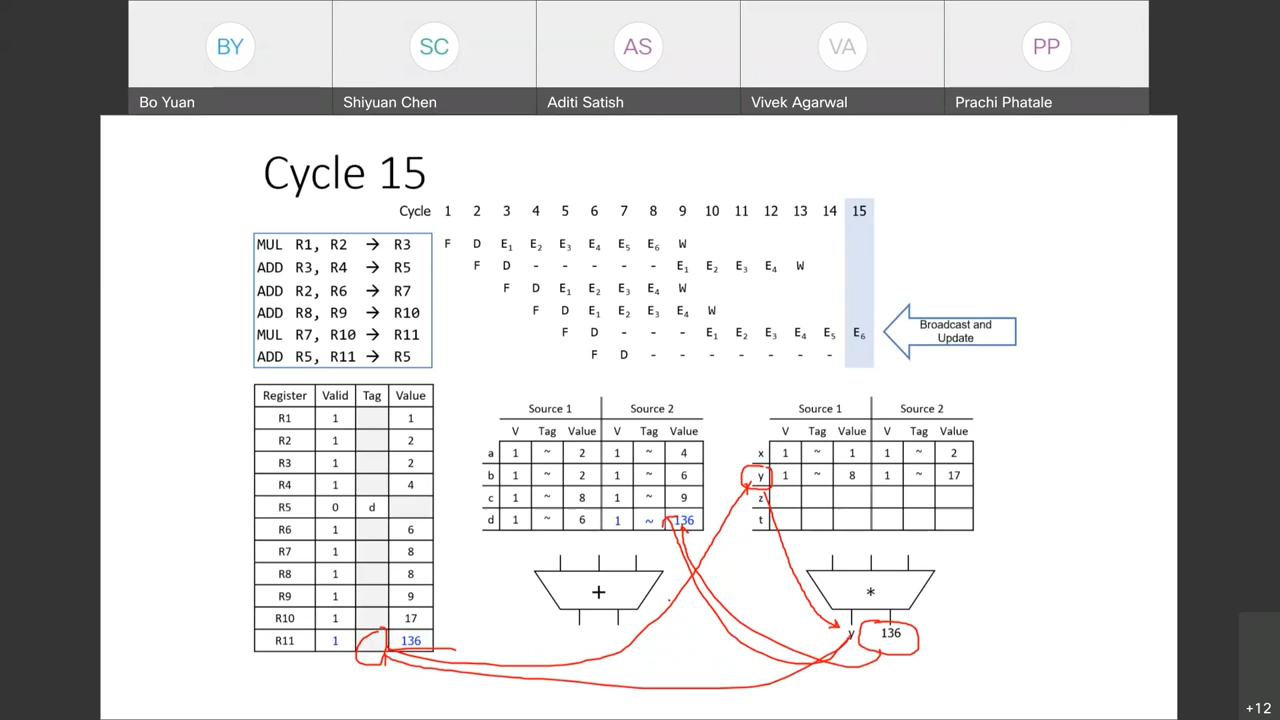 BY SC AS VA PP
Bo Yuan Shiyuan Chen Aditi Satish Vivek Agarwal Prachi Phatale
Cycle 15
Cycle 1 2 3 4 5 6 7 8 9 10 11 12 13 14 15
MUL R1, R2 → R3 F D E₁ E₂ E₃ E₄ E₅ E₆ W
ADD R3, R4 → R5 F D - - - - - E₁ E₂ E₃ E₄ W
ADD R2, R6 → R7 F D E₁ E₂ E₃ E₄ W
ADD R8, R9 → R10 F D E₁ E₂ E₃ E₄ W
MUL R7, R10 → R11 F D - - - E₁ E₂ E₃ E₄ E₅ E₆
ADD R5, R11 → R5 F D - - - - - - -
Broadcast and
Update
Register Valid Tag Value
R1 1 1
R2 1 2
R3 1 2
R4 1 4
R5 0 d
R6 1 6
R7 1 8
R8 1 8
R9 1 9
R10 1 17
R11 1 136
Source 1 Source 2
V Tag Value V Tag Value
a 1 ~ 2 1 ~ 4
b 1 ~ 2 1 ~ 6
c 1 ~ 8 1 ~ 9
d 1 ~ 6 1 ~ 136
+
Source 1 Source 2
V Tag Value V Tag Value
x 1 ~ 1 1 ~ 2
y 1 ~ 8 1 ~ 17
z
t
*
y 136
+12